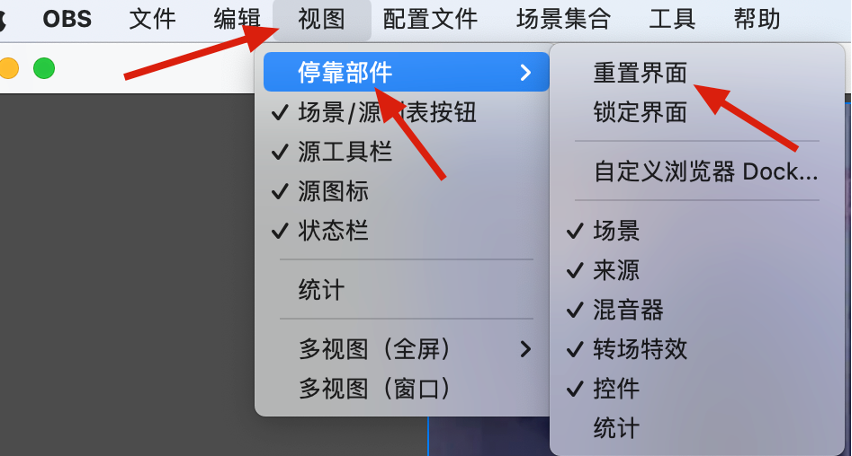 OBS 文件 编辑 视图 配置文件 场景集合 工具 帮助
停靠部件
场景/源列表按钮
源工具栏
源图标
状态栏
统计
多视图（全屏）
多视图（窗口）
重置界面
锁定界面
自定义浏览器 Dock...
场景
来源
混音器
转场特效
控件
统计